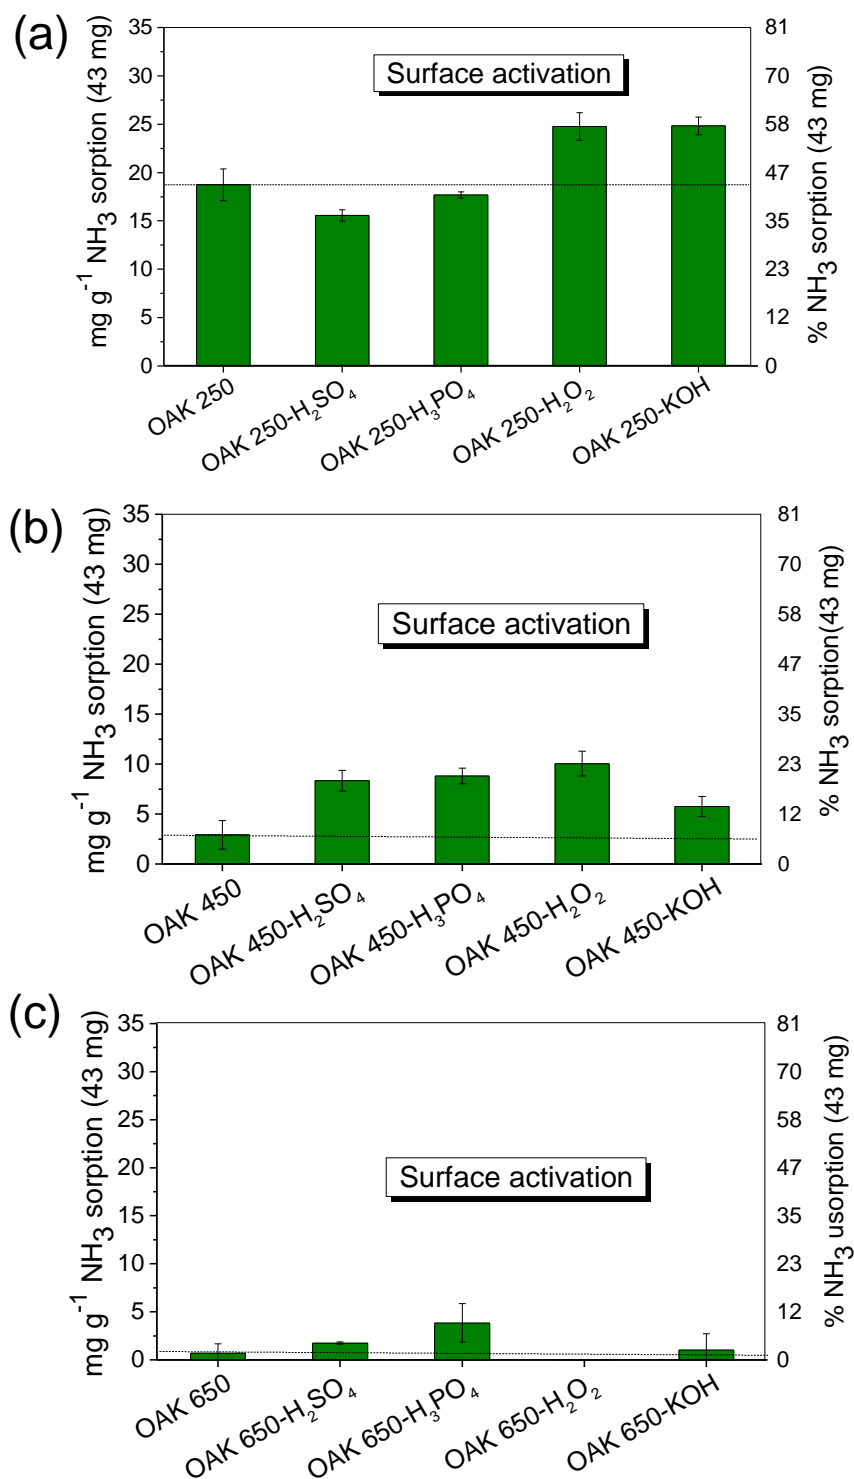 (a)
Surface activation
mg g⁻¹ NH₃ sorption (43 mg)
35
30
25
20
15
10
5
0
81
70
58
47
35
23
12
0
% NH₃ sorption (43 mg)
OAK 250
OAK 250-H₂SO₄
OAK 250-H₃PO₄
OAK 250-H₂O₂
OAK 250-KOH
(b)
Surface activation
mg g⁻¹ NH₃ sorption (43 mg)
35
30
25
20
15
10
5
0
81
70
58
47
35
23
12
0
% NH₃ sorption(43 mg)
OAK 450
OAK 450-H₂SO₄
OAK 450-H₃PO₄
OAK 450-H₂O₂
OAK 450-KOH
(c)
Surface activation
mg g⁻¹ NH₃ sorption (43 mg)
35
30
25
20
15
10
5
0
81
70
58
47
35
23
12
0
% NH₃ usorption (43 mg)
OAK 650
OAK 650-H₂SO₄
OAK 650-H₃PO₄
OAK 650-H₂O₂
OAK 650-KOH